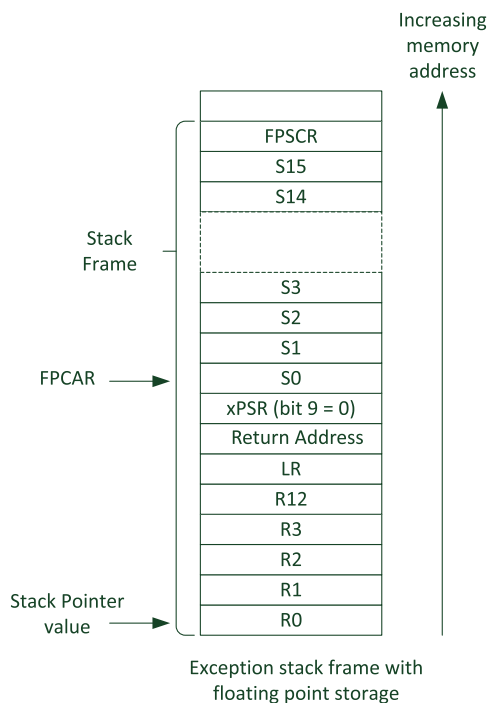 Increasing
memory
address
FPSCR
S15
S14
Stack
Frame
S3
S2
S1
FPCAR
S0
xPSR (bit 9 = 0)
Return Address
LR
R12
R3
R2
R1
Stack Pointer
value
R0
Exception stack frame with
floating point storage